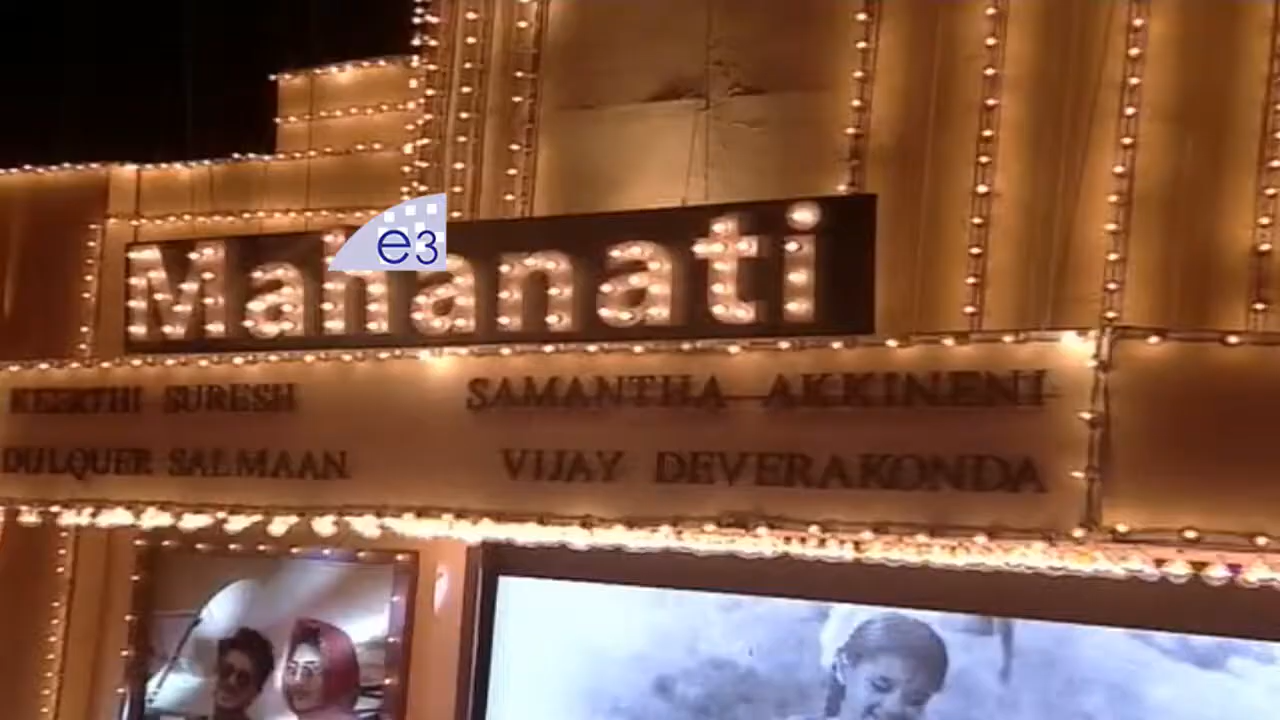 Mahanati
e3
KEERTHI SURESH SAMANTHA AKKINENI
DULQUER SALMAAN VIJAY DEVERAKONDA